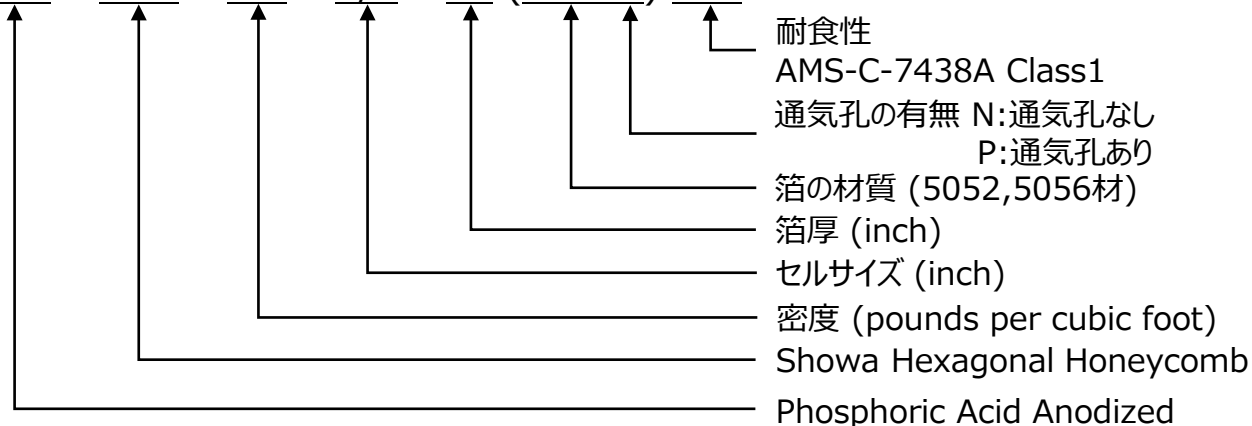 耐食性
AMS-C-7438A Class1
通気孔の有無 N:通気孔なし
P:通気孔あり
箔の材質 (5052,5056材)
箔厚 (inch)
セルサイズ (inch)
密度 (pounds per cubic foot)
Showa Hexagonal Honeycomb
Phosphoric Acid Anodized